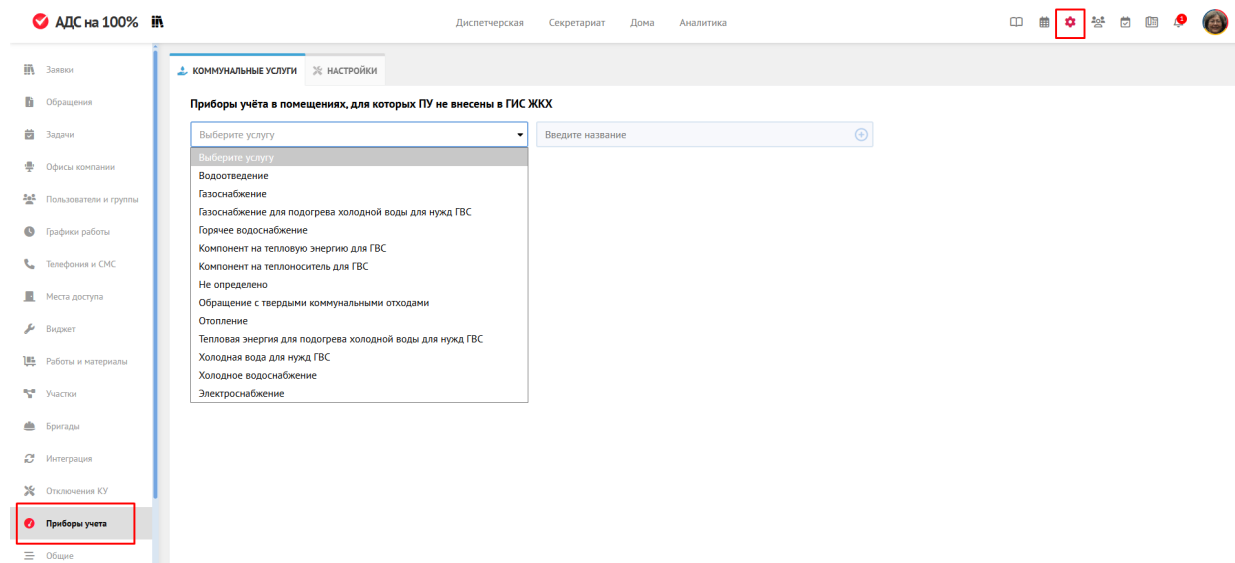 АДС на 100%
Диспетчерская Секретариат Дома Аналитика
1
Заявки
Обращения
Задачи
Офисы компании
Пользователи и группы
Графики работы
Телефония и СМС
Места доступа
Виджет
Работы и материалы
Участки
Бригады
Интеграция
Отключения КУ
Приборы учета
Общие
КОММУНАЛЬНЫЕ УСЛУГИ НАСТРОЙКИ
Приборы учёта в помещениях, для которых ПУ не внесены в ГИС ЖКХ
Выберите услугу Введите название
Выберите услугу
Водоотведение
Газоснабжение
Газоснабжение для подогрева холодной воды для нужд ГВС
Горячее водоснабжение
Компонент на тепловую энергию для ГВС
Компонент на теплоноситель для ГВС
Не определено
Обращение с твердыми коммунальными отходами
Отопление
Тепловая энергия для подогрева холодной воды для нужд ГВС
Холодная вода для нужд ГВС
Холодное водоснабжение
Электроснабжение